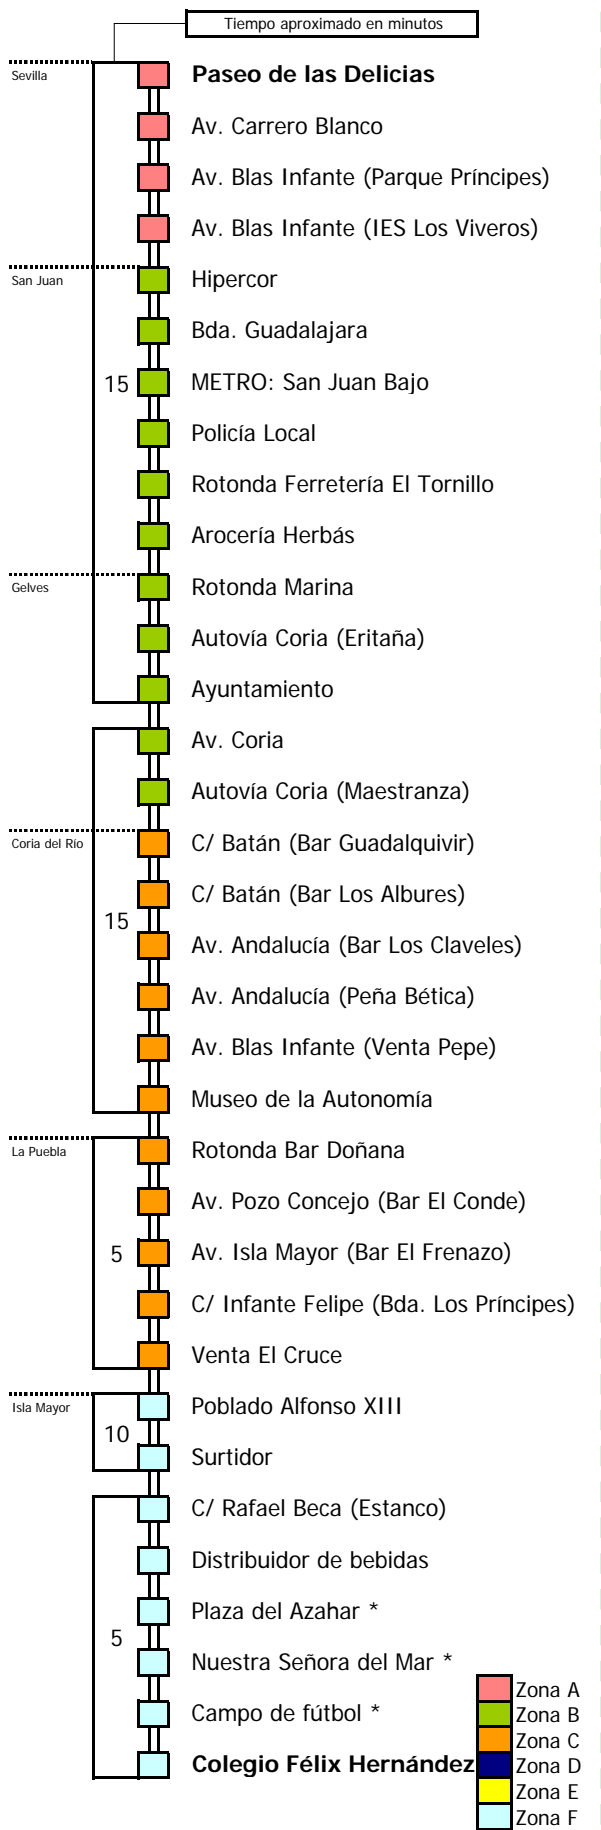 Tiempo aproximado en minutos
Sevilla
Paseo de las Delicias
Av. Carrero Blanco
Av. Blas Infante (Parque Príncipes)
Av. Blas Infante (IES Los Viveros)
San Juan
Hipercor
Bda. Guadalajara
15
METRO: San Juan Bajo
Policía Local
Rotonda Ferretería El Tornillo
Arocería Herbás
Gelves
Rotonda Marina
Autovía Coria (Eritaña)
Ayuntamiento
Av. Coria
Autovía Coria (Maestranza)
Coria del Río
C/ Batán (Bar Guadalquivir)
C/ Batán (Bar Los Albures)
15
Av. Andalucía (Bar Los Claveles)
Av. Andalucía (Peña Bética)
Av. Blas Infante (Venta Pepe)
Museo de la Autonomía
La Puebla
Rotonda Bar Doñana
Av. Pozo Concejo (Bar El Conde)
5
Av. Isla Mayor (Bar El Frenazo)
C/ Infante Felipe (Bda. Los Príncipes)
Venta El Cruce
Isla Mayor
Poblado Alfonso XIII
10
Surtidor
C/ Rafael Beca (Estanco)
Distribuidor de bebidas
Plaza del Azahar *
5
Nuestra Señora del Mar *
Campo de fútbol *
Colegio Félix Hernández
Zona A
Zona B
Zona C
Zona D
Zona E
Zona F